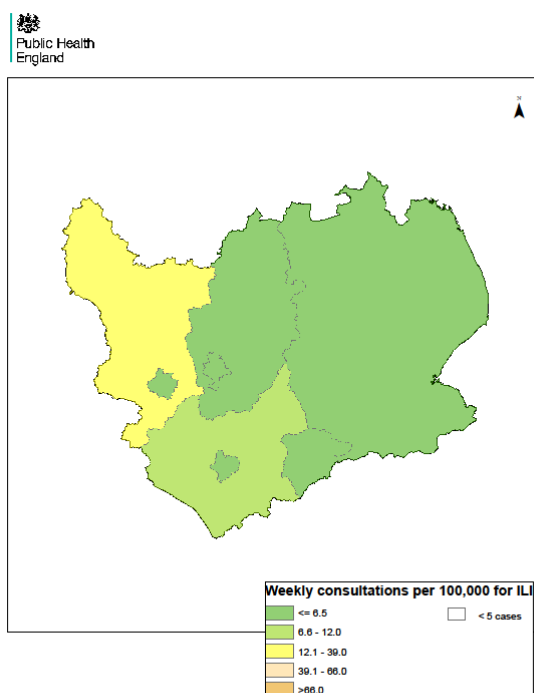 Public Health
England
N
Weekly consultations per 100,000 for ILI
<= 6.5
< 5 cases
6.6 - 12.0
12.1 - 39.0
39.1 - 66.0
>66.0